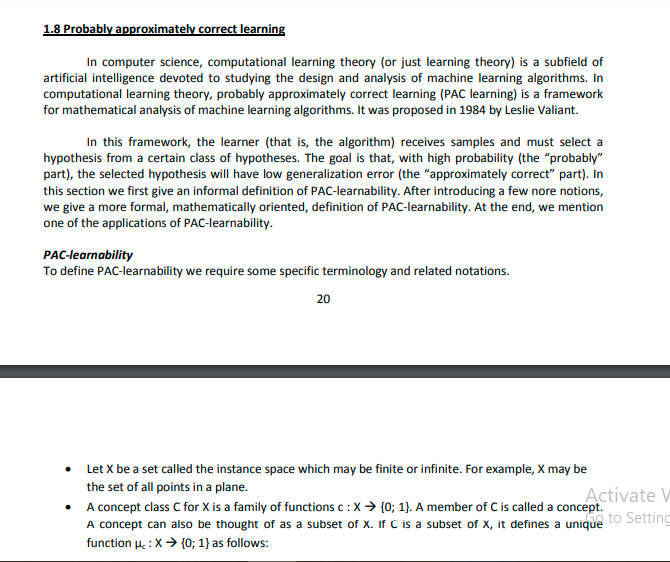 1.8 Probably approximately correct learning
In computer science, computational learning theory (or just learning theory) is a subfield of
artificial intelligence devoted to studying the design and analysis of machine learning algorithms. In
computational learning theory, probably approximately correct learning (PAC learning) is a framework
for mathematical analysis of machine learning algorithms. It was proposed in 1984 by Leslie Valiant.
In this framework, the learner (that is, the algorithm) receives samples and must select a
hypothesis from a certain class of hypotheses. The goal is that, with high probability (the “probably”
part), the selected hypothesis will have low generalization error (the “approximately correct” part). In
this section we first give an informal definition of PAC-learnability. After introducing a few nore notions,
we give a more formal, mathematically oriented, definition of PAC-learnability. At the end, we mention
one of the applications of PAC-learnability.
PAC-learnability
To define PAC-learnability we require some specific terminology and related notations.
20
• Let X be a set called the instance space which may be finite or infinite. For example, X may be
the set of all points in a plane.
• A concept class C for X is a family of functions c : X → {0; 1}. A member of C is called a concept.
A concept can also be thought of as a subset of X. If C is a subset of X, it defines a unique
function μc : X → {0; 1} as follows:
Activate
Go to Setting